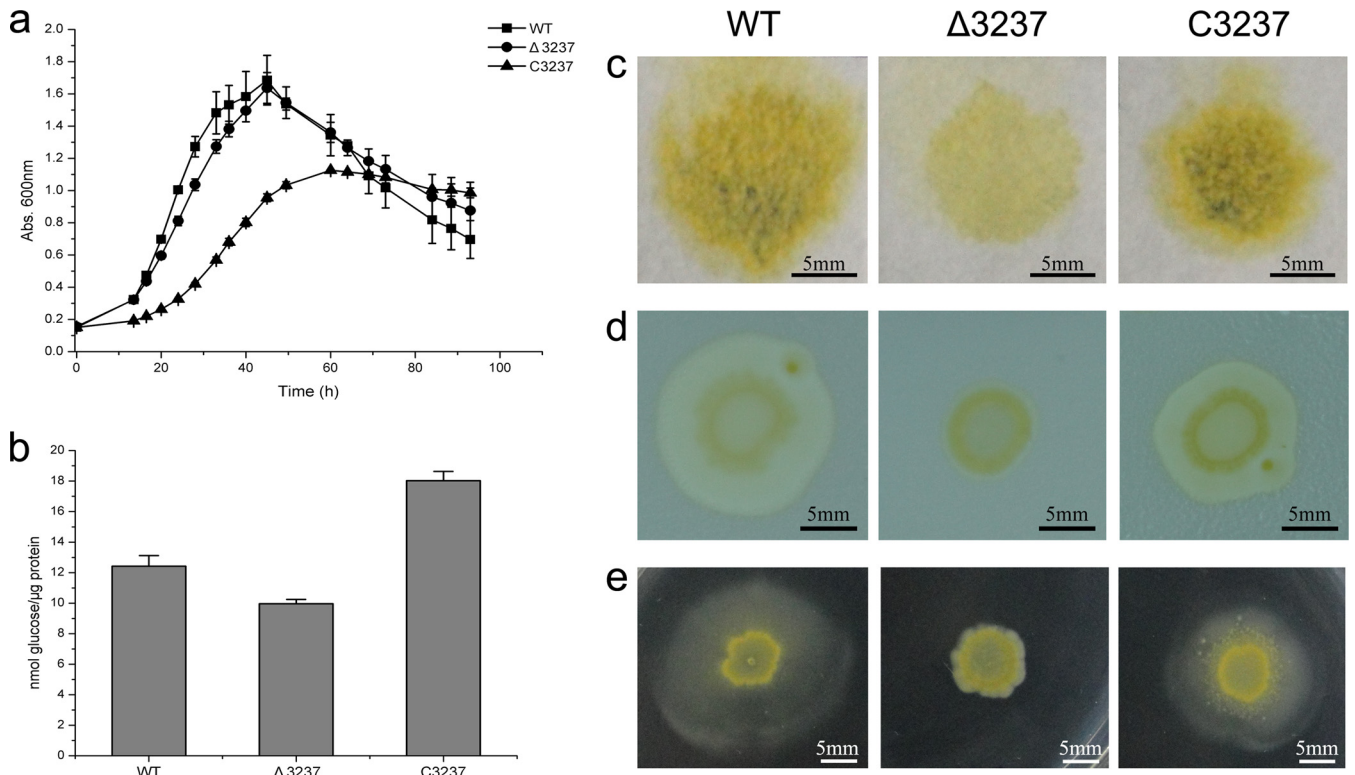 a
2.0
1.8
1.6
1.4
1.2
1.0
0.8
0.6
0.4
0.2
0.0
Abs. 600nm
0 20 40 60 80 100
Time (h)
WT
Δ3237
C3237
b
20
18
16
14
12
10
8
6
4
2
0
nmol glucose/µg protein
WT Δ3237 C3237
WT Δ3237 C3237
c
5mm 5mm 5mm
d
5mm 5mm 5mm
e
5mm 5mm 5mm